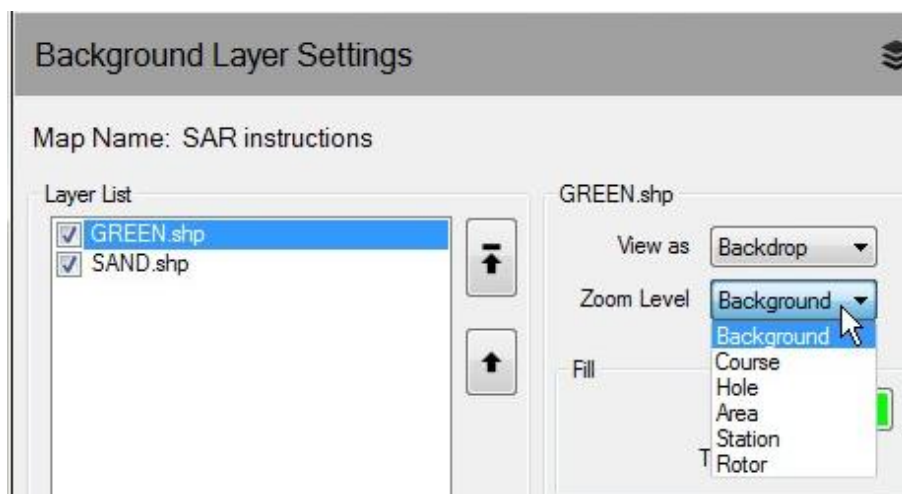 Background Layer Settings
Map Name: SAR instructions
Layer List
GREEN.shp
SAND.shp
GREEN.shp
View as Backdrop
Zoom Level Background
Background
Course
Hole
Area
Station
Rotor
Fill
T